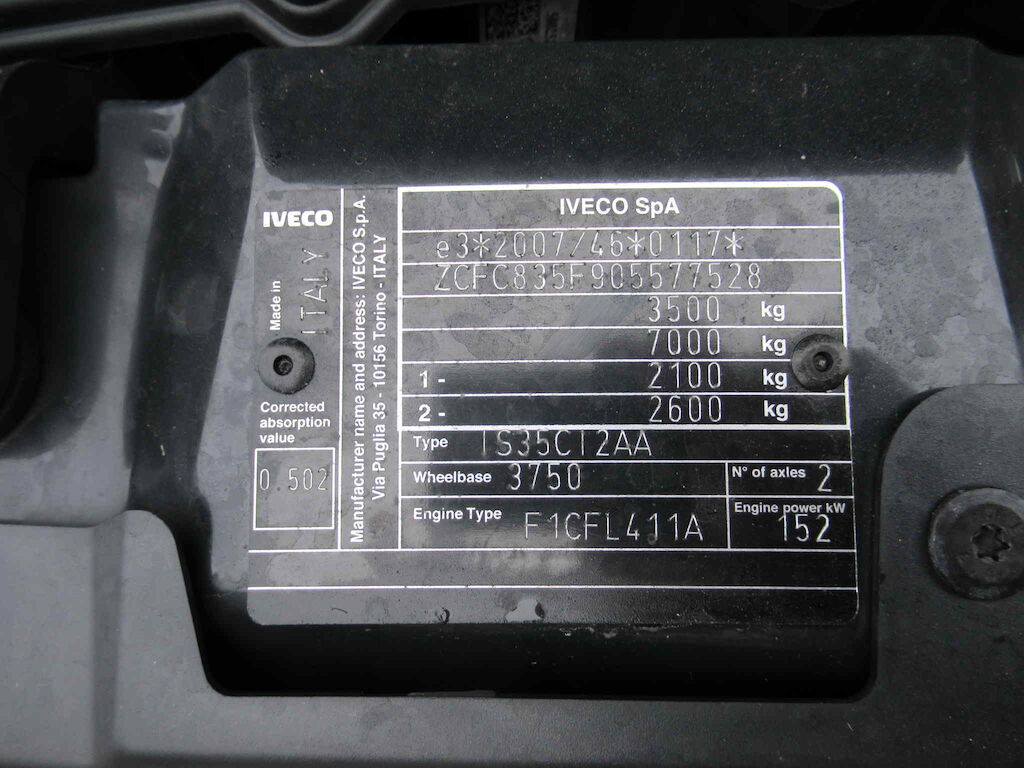 IVECO
Made in
ITALY
Corrected
absorption
value
0.502
Manufacturer name and address: IVECO S.p.A.
Via Puglia 35 - 10156 Torino - ITALY
IVECO SpA
e3*2007/46*0117*
ZCFC835F905577528
3500 kg
7000 kg
1- 2100 kg
2- 2600 kg
Type IS35CI2AA
Wheelbase 3750
N° of axles 2
Engine Type F1CFL411A
Engine power kW
152